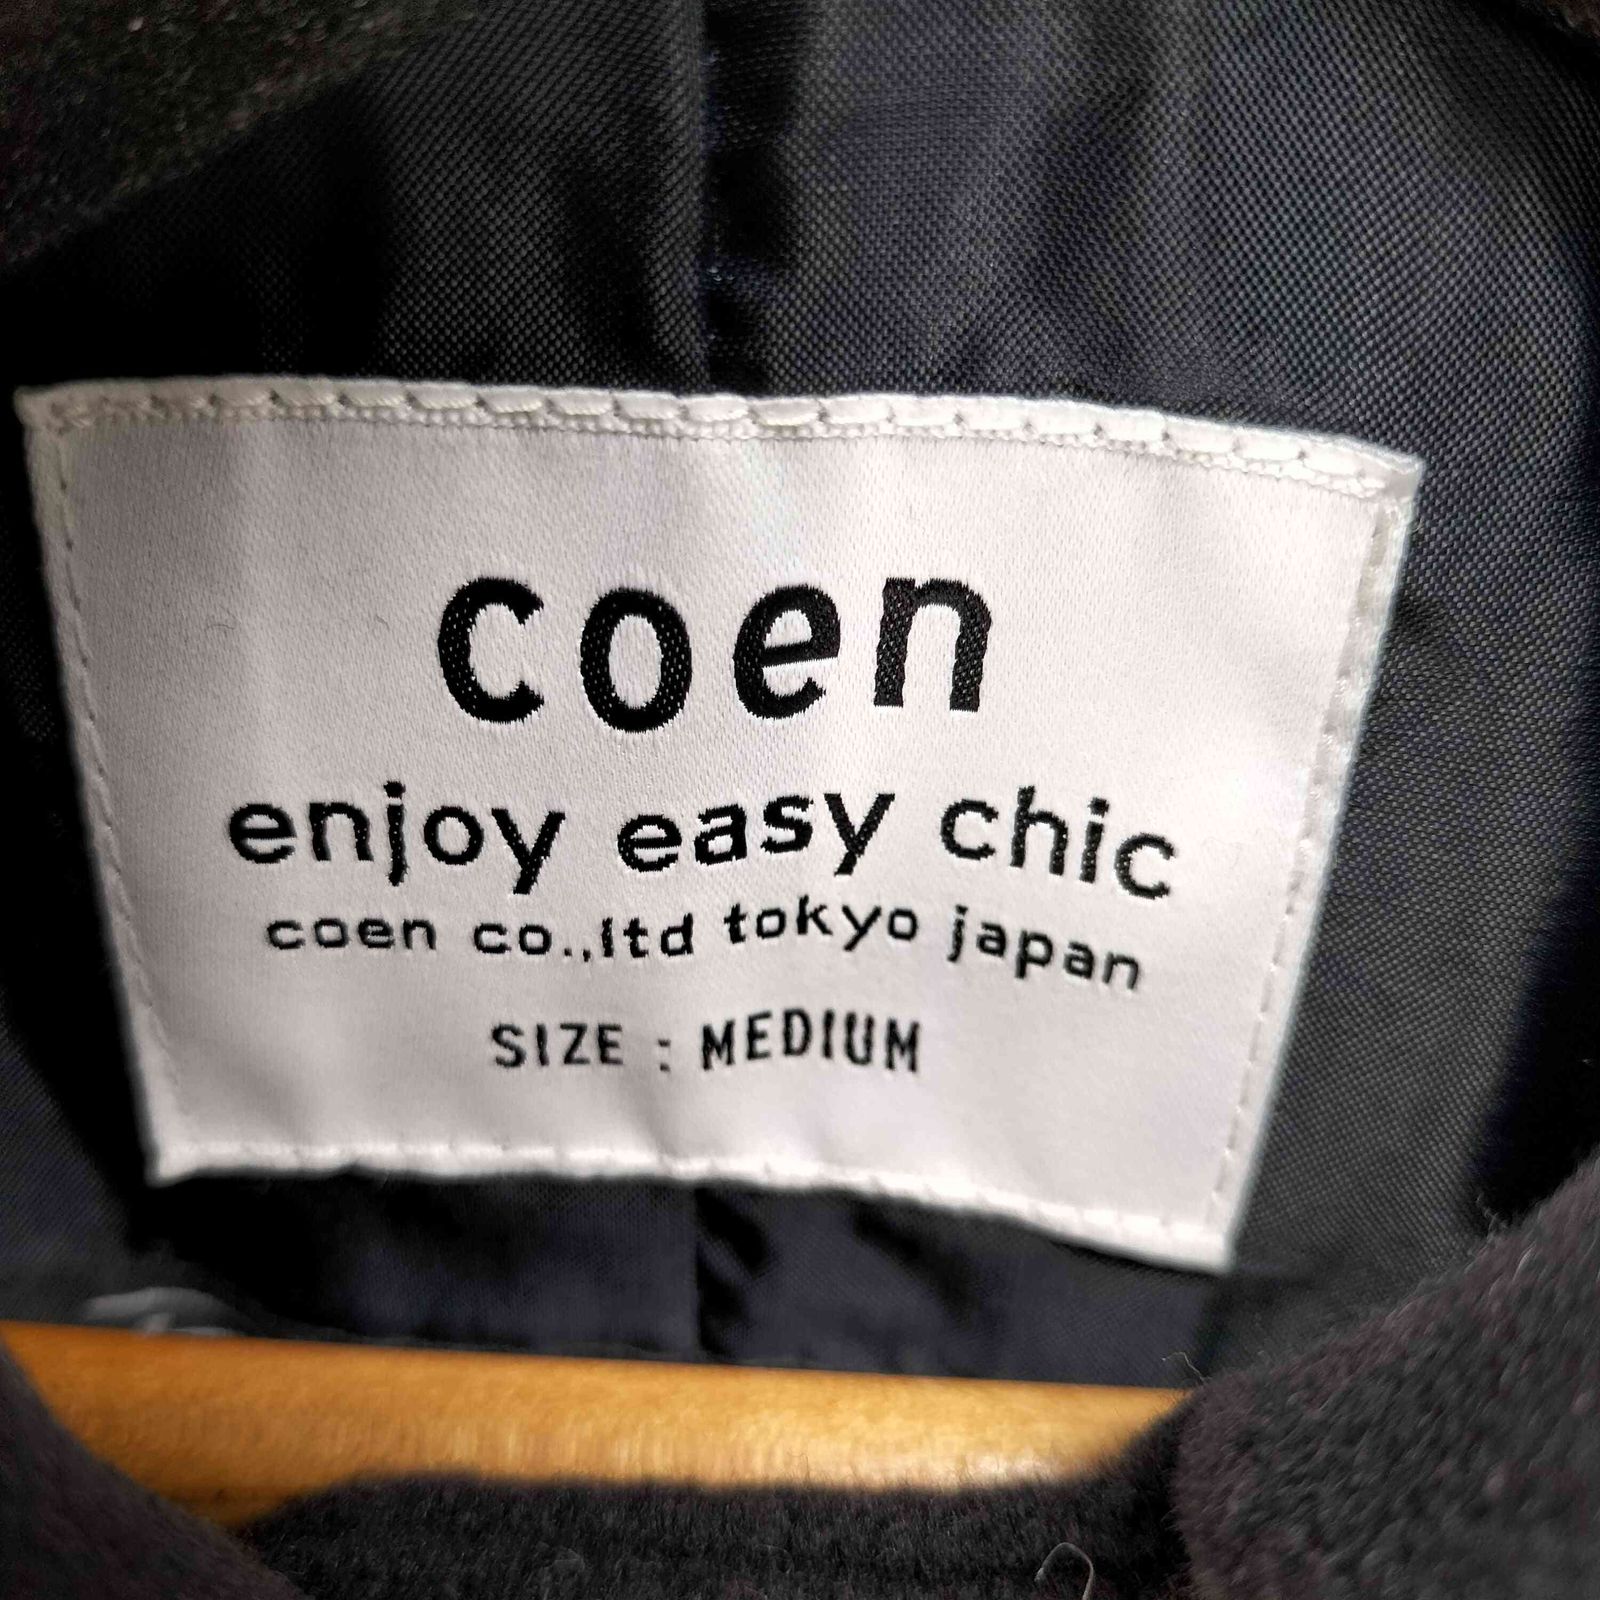 coen
enjoy easy chic
coen co.,ltd tokyo japan
SIZE : MEDIUM